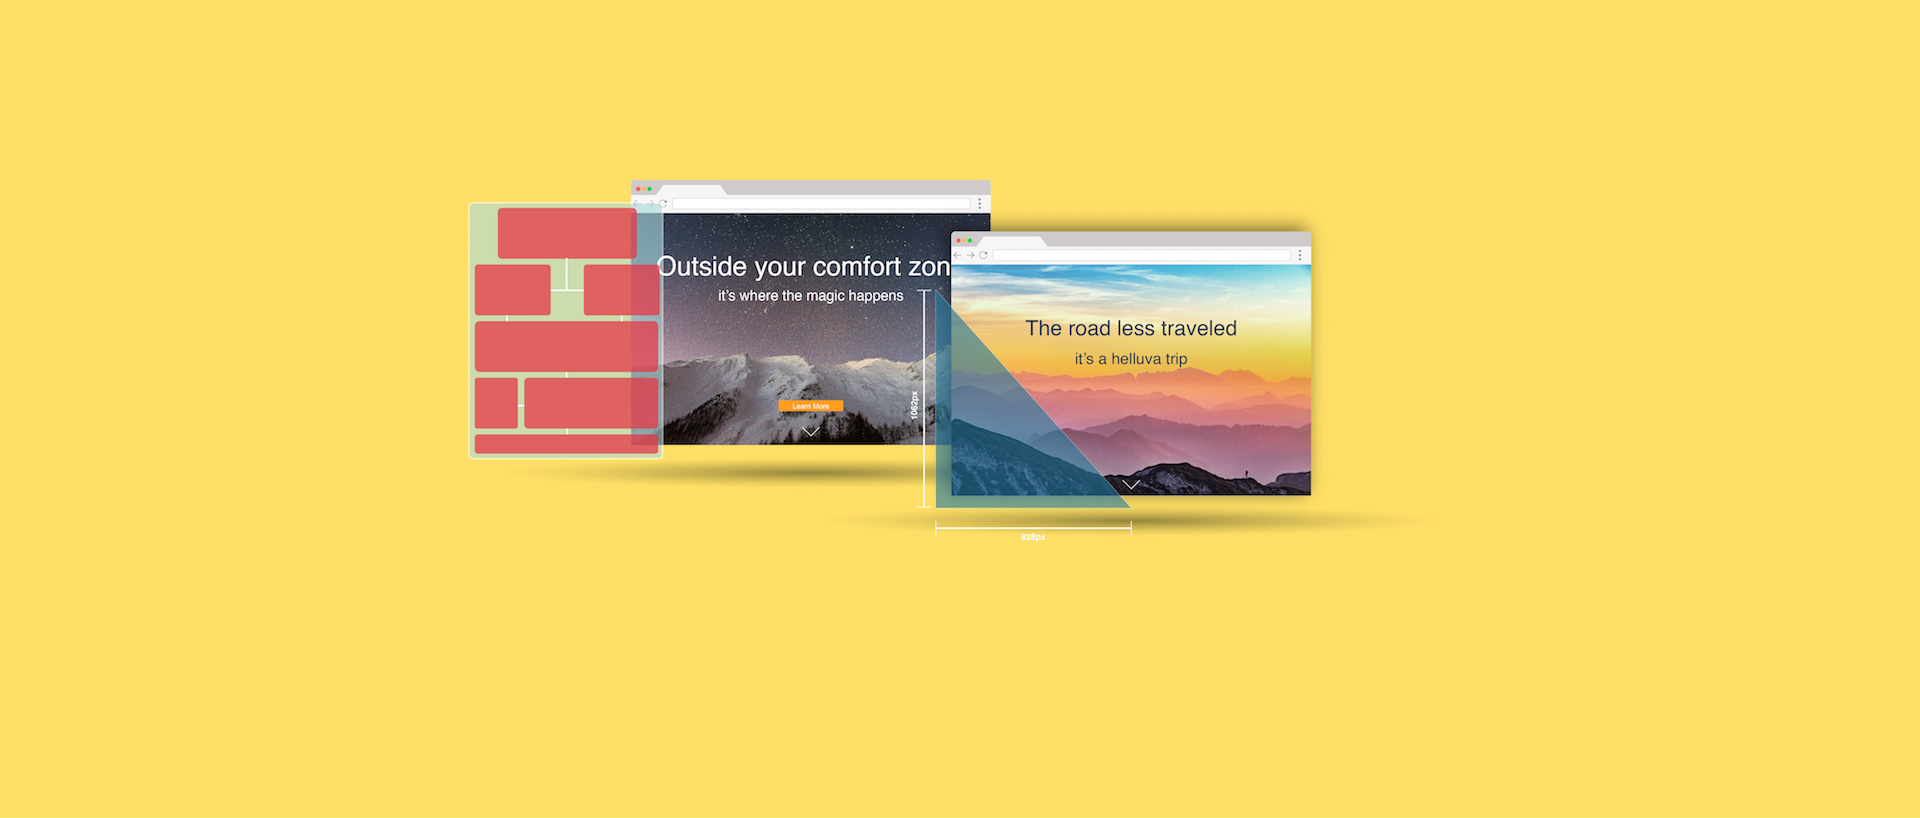 Outside your comfort zon
it's where the magic happens
Learn More
The road less traveled
it's a helluva trip
1062px
828px